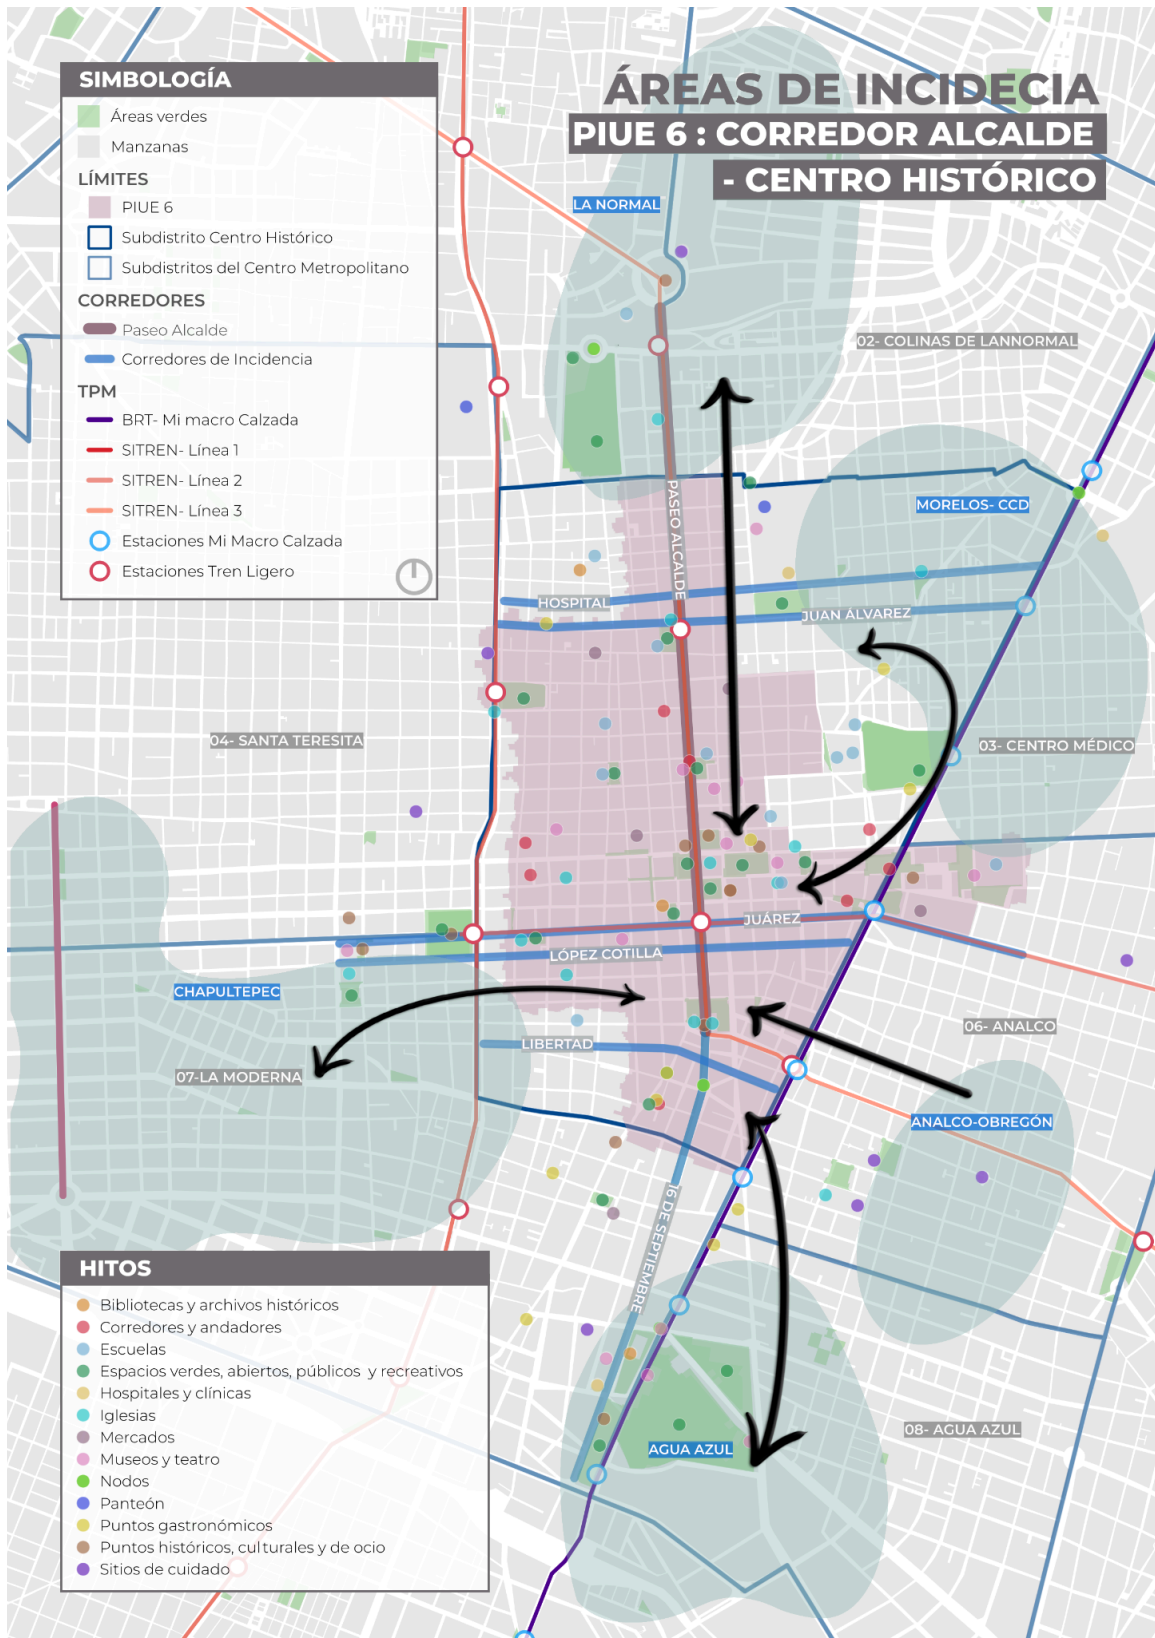 SIMBOLOGÍA
Áreas verdes
Manzanas
LÍMITES
PIUE 6
Subdistrito Centro Histórico
Subdistritos del Centro Metropolitano
CORREDORES
Paseo Alcalde
Corredores de Incidencia
TPM
BRT- Mi macro Calzada
SITREN- Línea 1
SITREN- Línea 2
SITREN- Línea 3
Estaciones Mi Macro Calzada
Estaciones Tren Ligero
ÁREAS DE INCIDECIA
PIUE 6 : CORREDOR ALCALDE
- CENTRO HISTÓRICO
LA NORMAL
02- COLINAS DE LANNORMAL
MORELOS- CCD
PASEO ALCALDE
HOSPITAL
JUAN ÁLVAREZ
04- SANTA TERESITA
03- CENTRO MÉDICO
JUÁREZ
LÓPEZ COTILLA
CHAPULTEPEC
06- ANALCO
LIBERTAD
07-LA MODERNA
ANALCO-OBREGÓN
16 DE SEPTIEMBRE
08- AGUA AZUL
AGUA AZUL
HITOS
Bibliotecas y archivos históricos
Corredores y andadores
Escuelas
Espacios verdes, abiertos, públicos y recreativos
Hospitales y clínicas
Iglesias
Mercados
Museos y teatro
Nodos
Panteón
Puntos gastronómicos
Puntos históricos, culturales y de ocio
Sitios de cuidado